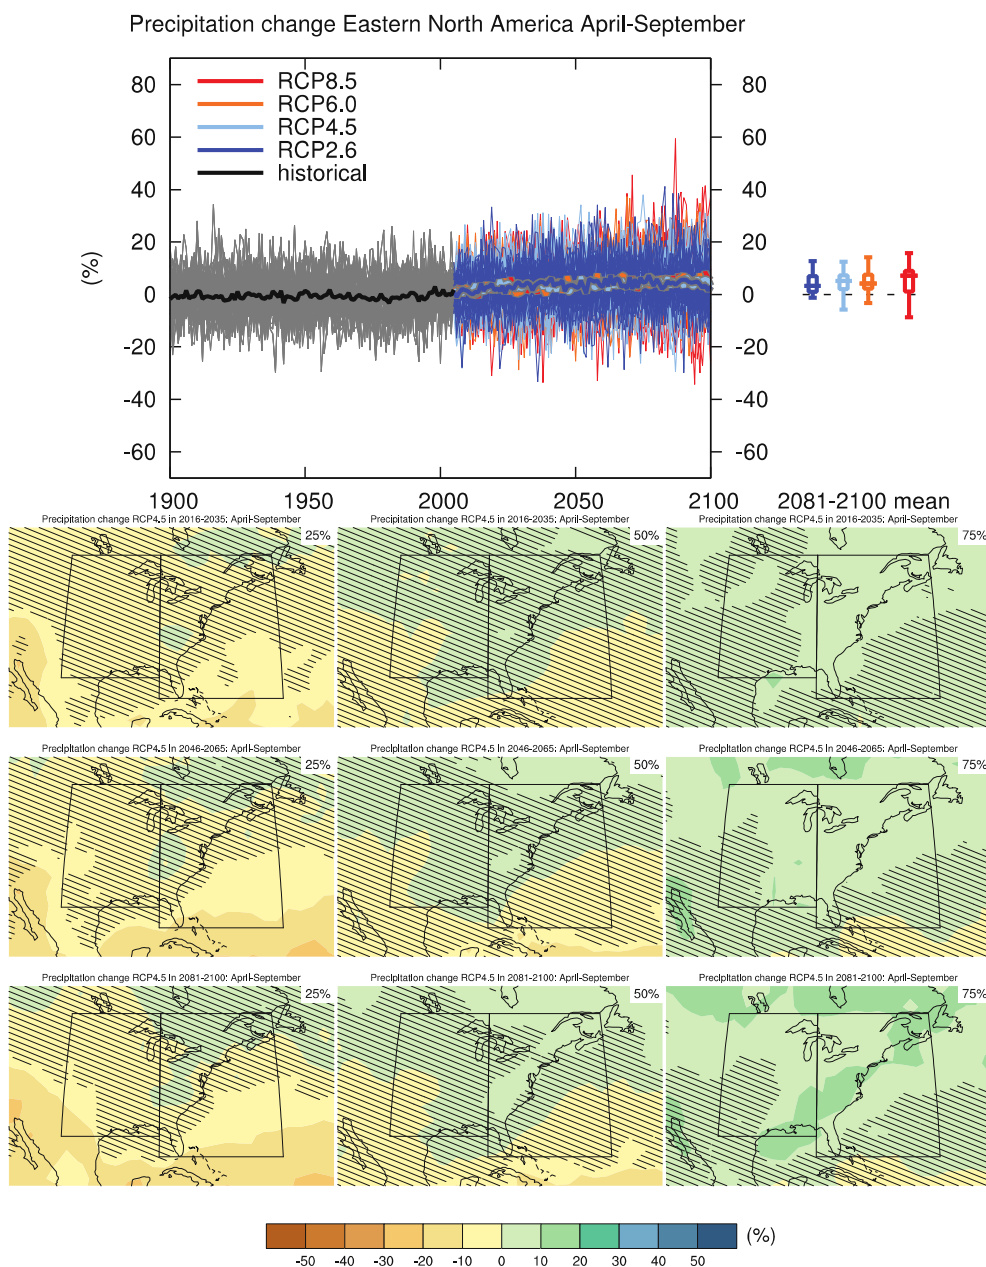 Precipitation change Eastern North America April-September
RCP8.5
RCP6.0
RCP4.5
RCP2.6
historical
(%)
80 80
60 60
40 40
20 20
0 0
-20 -20
-40 -40
-60 -60
1900 1950 2000 2050 2100 2081-2100 mean
Precipitation change RCP4.5 in 2016-2035: April-September Precipitation change RCP4.5 in 2016-2035: April-September Precipitation change RCP4.5 in 2016-2035: April-September
25% 50% 75%
Precipitation change RCP4.5 in 2046-2065: April-September Precipitation change RCP4.5 in 2046-2065: April-September Precipitation change RCP4.5 in 2046-2065: April-September
25% 50% 75%
Precipitation change RCP4.5 in 2081-2100: April-September Precipitation change RCP4.5 in 2081-2100: April-September Precipitation change RCP4.5 in 2081-2100: April-September
25% 50% 75%
(%)
-50 -40 -30 -20 -10 0 10 20 30 40 50